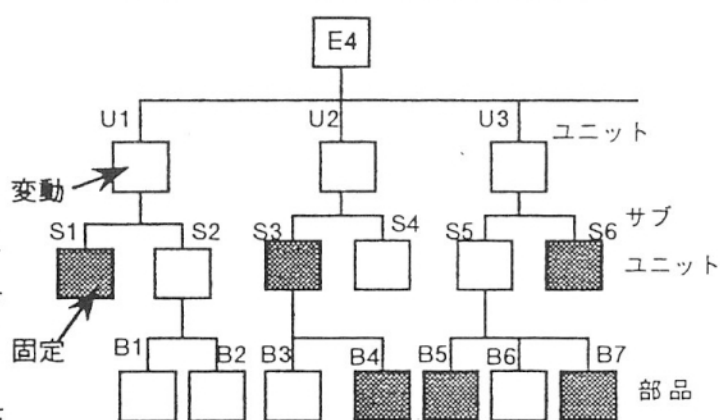 E4
U1 U2 U3 ユニット
変動
S1 S2 S3 S4 S5 S6 サブ
ユニット
固定
B1 B2 B3 B4 B5 B6 B7
部品